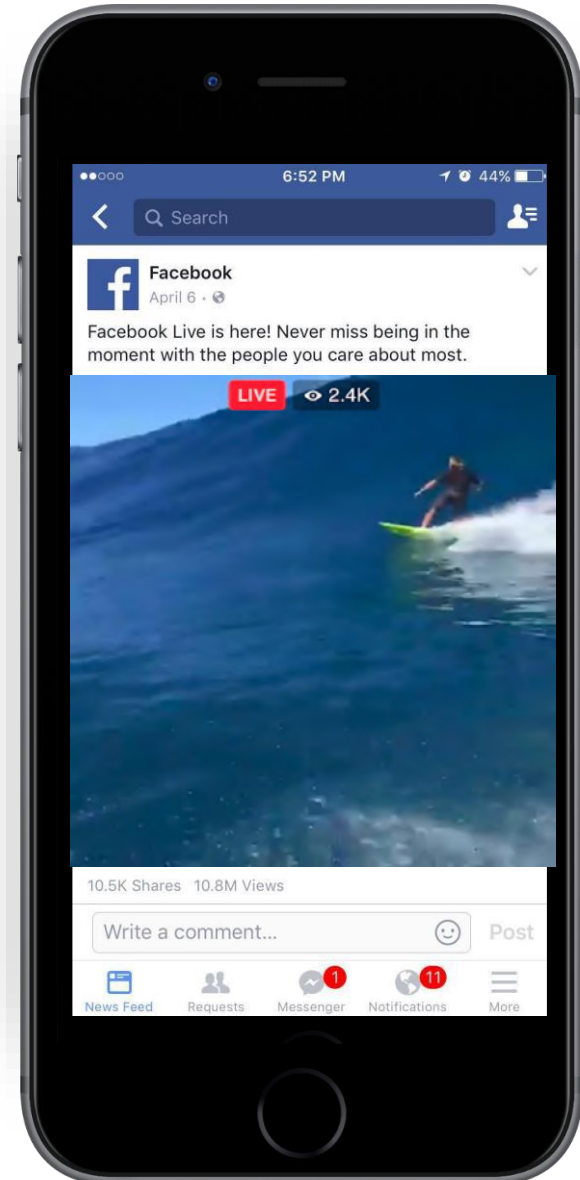 6:52 PM
44%
Search
Facebook
April 6 ·
Facebook Live is here! Never miss being in the
moment with the people you care about most.
LIVE 2.4K
10.5K Shares 10.8M Views
Write a comment... Post
1 11
News Feed Requests Messenger Notifications More